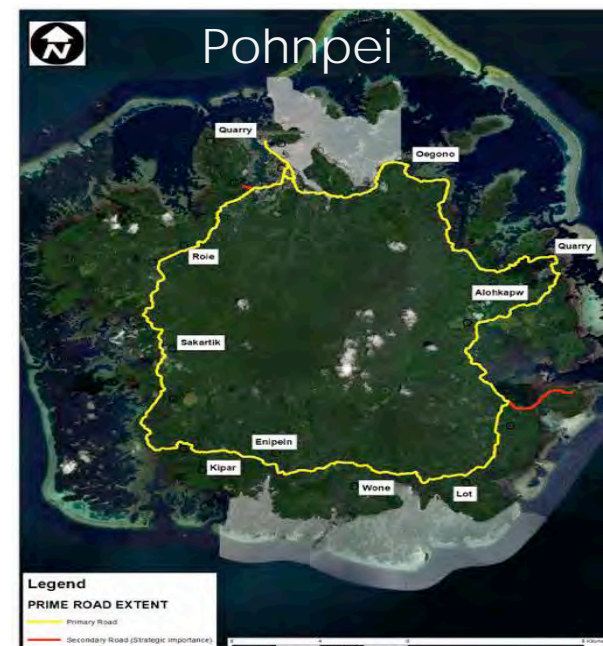 N
Pohnpei
Quarry
Oegono
Quarry
Roie
Alohkapw
Sakartik
Enipein
Kipar
Wone
Lot
Legend
PRIME ROAD EXTENT
Primary Road
Secondary Road (Strategic Importance)